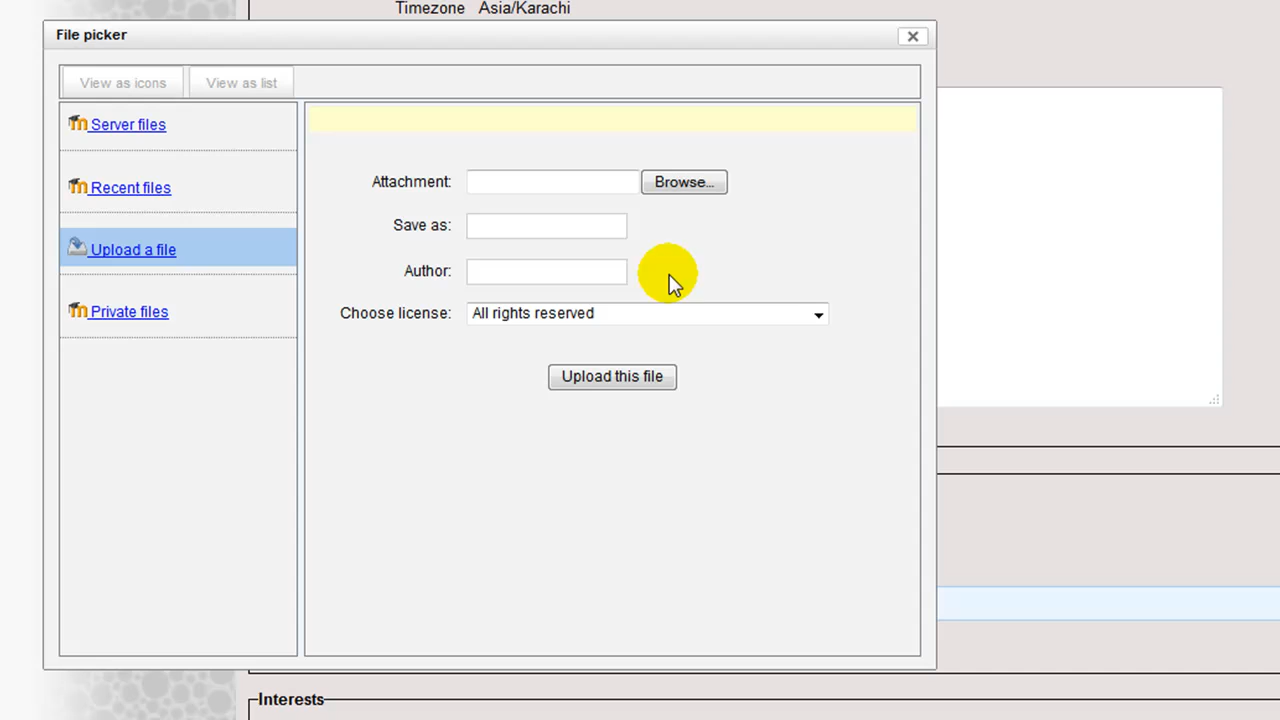 Timezone Asia/Karachi
File picker
View as icons View as list
Server files
Recent files
Upload a file
Private files
Attachment: Browse...
Save as:
Author:
Choose license: All rights reserved
Upload this file
Interests